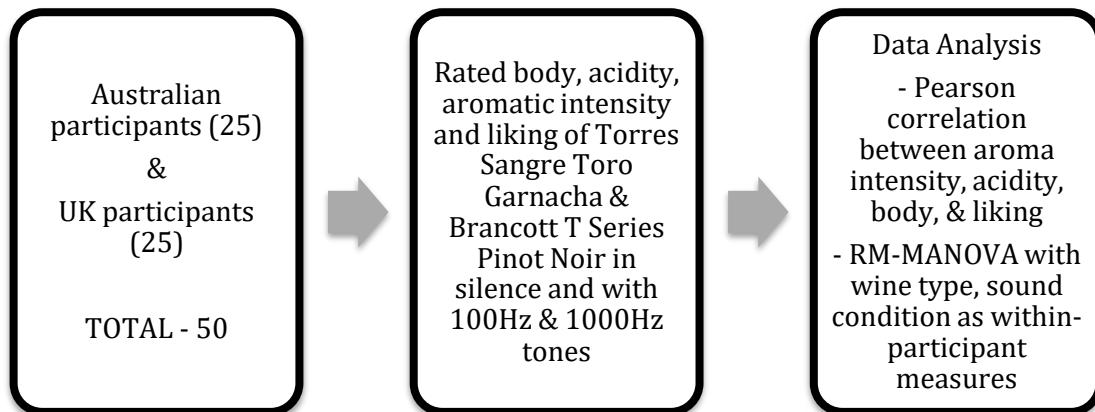 Australian
participants (25)
&
UK participants
(25)
TOTAL - 50
Rated body, acidity,
aromatic intensity
and liking of Torres
Sangre Toro
Garnacha &
Brancott T Series
Pinot Noir in
silence and with
100Hz & 1000Hz
tones
Data Analysis
- Pearson
correlation
between aroma
intensity, acidity,
body, & liking
- RM-MANOVA with
wine type, sound
condition as within-
participant
measures